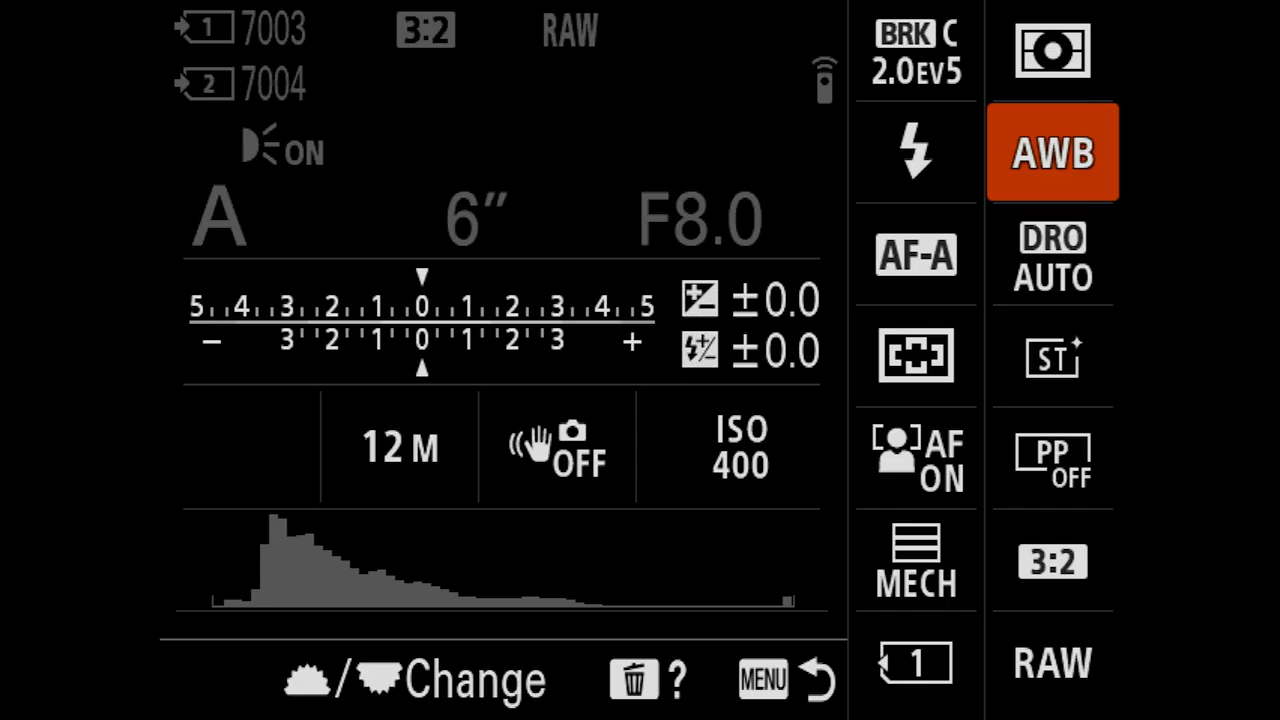 1 7003 3:2 RAW
2 7004
ON
A 6″ F8.0
5 4 3 2 1 0 1 2 3 4 5 ±0.0
− 3 2 1 0 1 2 3 + ±0.0
12M OFF ISO
400
Change ? MENU
BRK C
2.0EV5
AF-A
AF
ON
MECH
1
AWB
DRO
AUTO
ST
PP
OFF
3:2
RAW